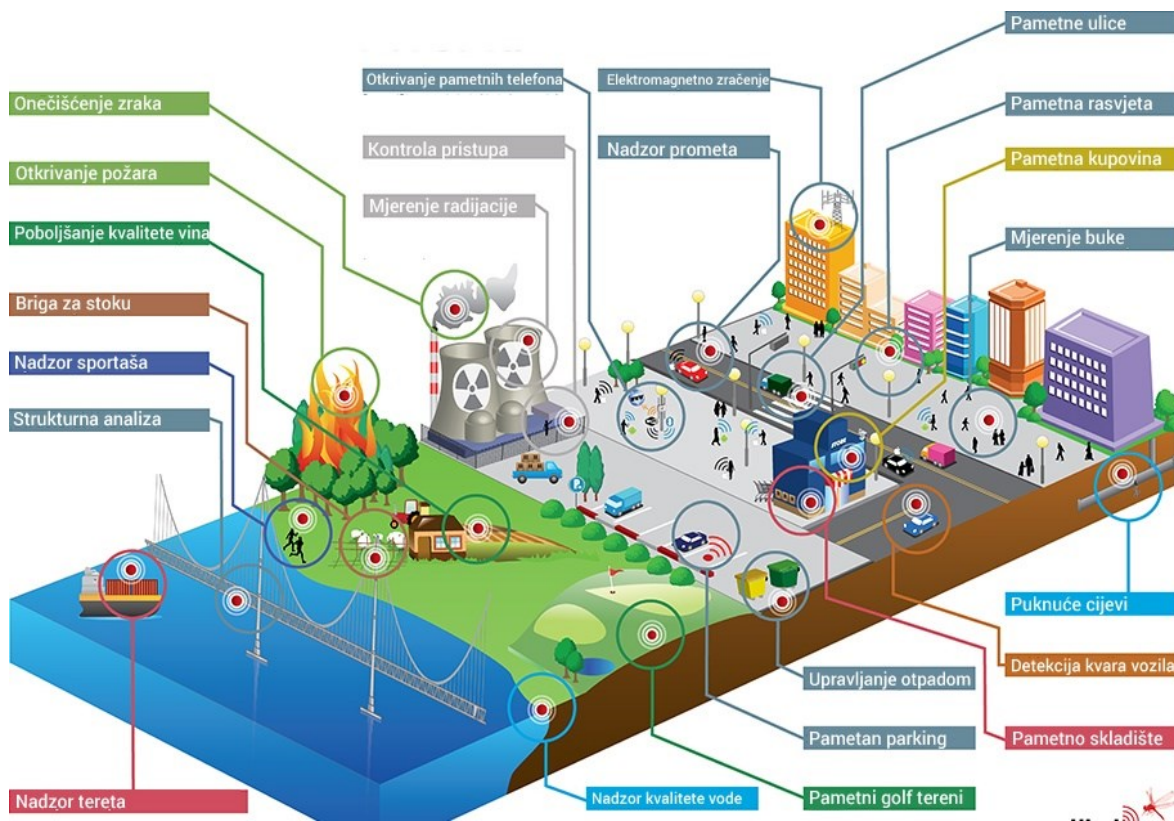 Pametne ulice
Otkrivanje pametnih telefona
Elektromagnetno zračenje
Onečišćenje zraka
Pametna rasvjeta
Kontrola pristupa
Nadzor prometa
Pametna kupovina
Otkrivanje požara
Mjerenje radijacije
Poboljšanje kvalitete vina
Mjerenje buke
Briga za stoku
Nadzor sportaša
Strukturna analiza
STORE
P
Puknuće cijevi
Detekcija kvara vozila
Upravljanje otpadom
Pametan parking
Pametno skladište
Nadzor tereta
Nadzor kvalitete vode
Pametni golf tereni